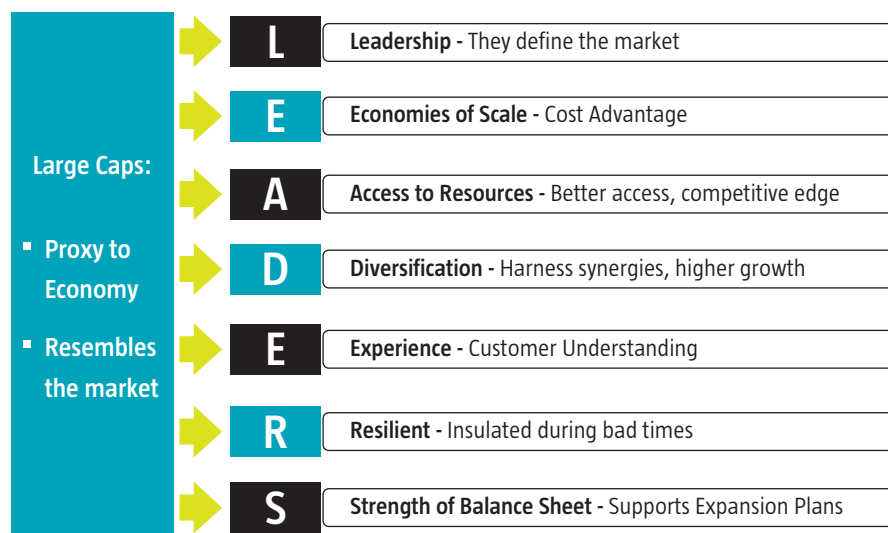 Large Caps:
▪ Proxy to
Economy
▪ Resembles
the market
L
Leadership - They define the market
E
Economies of Scale - Cost Advantage
A
Access to Resources - Better access, competitive edge
D
Diversification - Harness synergies, higher growth
E
Experience - Customer Understanding
R
Resilient - Insulated during bad times
S
Strength of Balance Sheet - Supports Expansion Plans